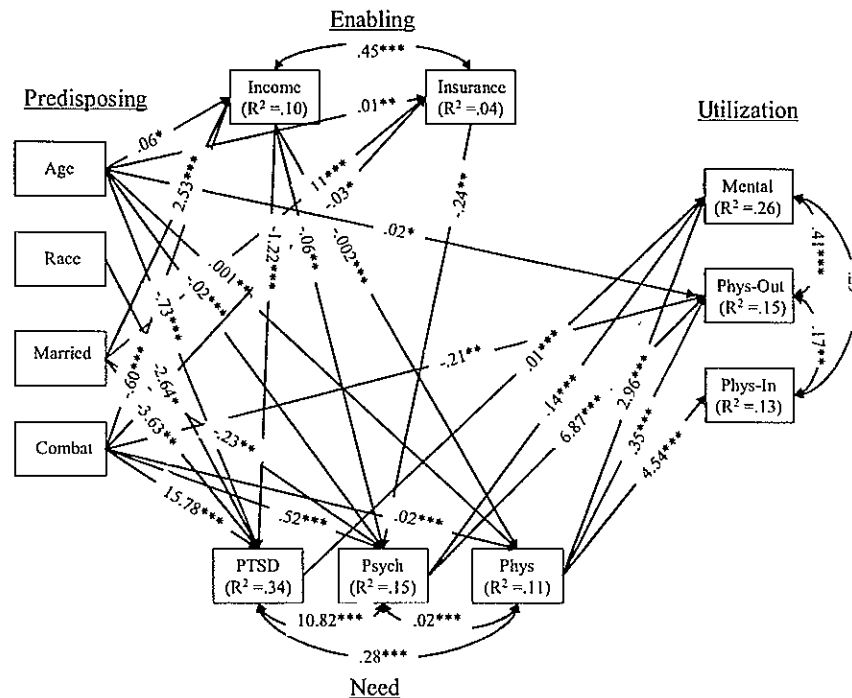 Enabling
.45***
Income
(R² =.10)
Insurance
(R² =.04)
Predisposing
Utilization
Age
Race
Married
Combat
.06*
.01**
2.53***
.11***
-.03*
-.24**
.02*
-1.22***
-.06**
-.002***
.001**
-.02***
-.73***
-.60***
-2.64*
-3.63**
-.23**
-.21**
15.78***
.52***
.02***
.01***
.14***
6.87***
2.96***
.35***
4.54***
Mental
(R² =.26)
Phys-Out
(R² =.15)
Phys-In
(R² =.13)
.41***
.17**
PTSD
(R² =.34)
Psych
(R² =.15)
Phys
(R² =.11)
10.82***
.02***
.28***
Need